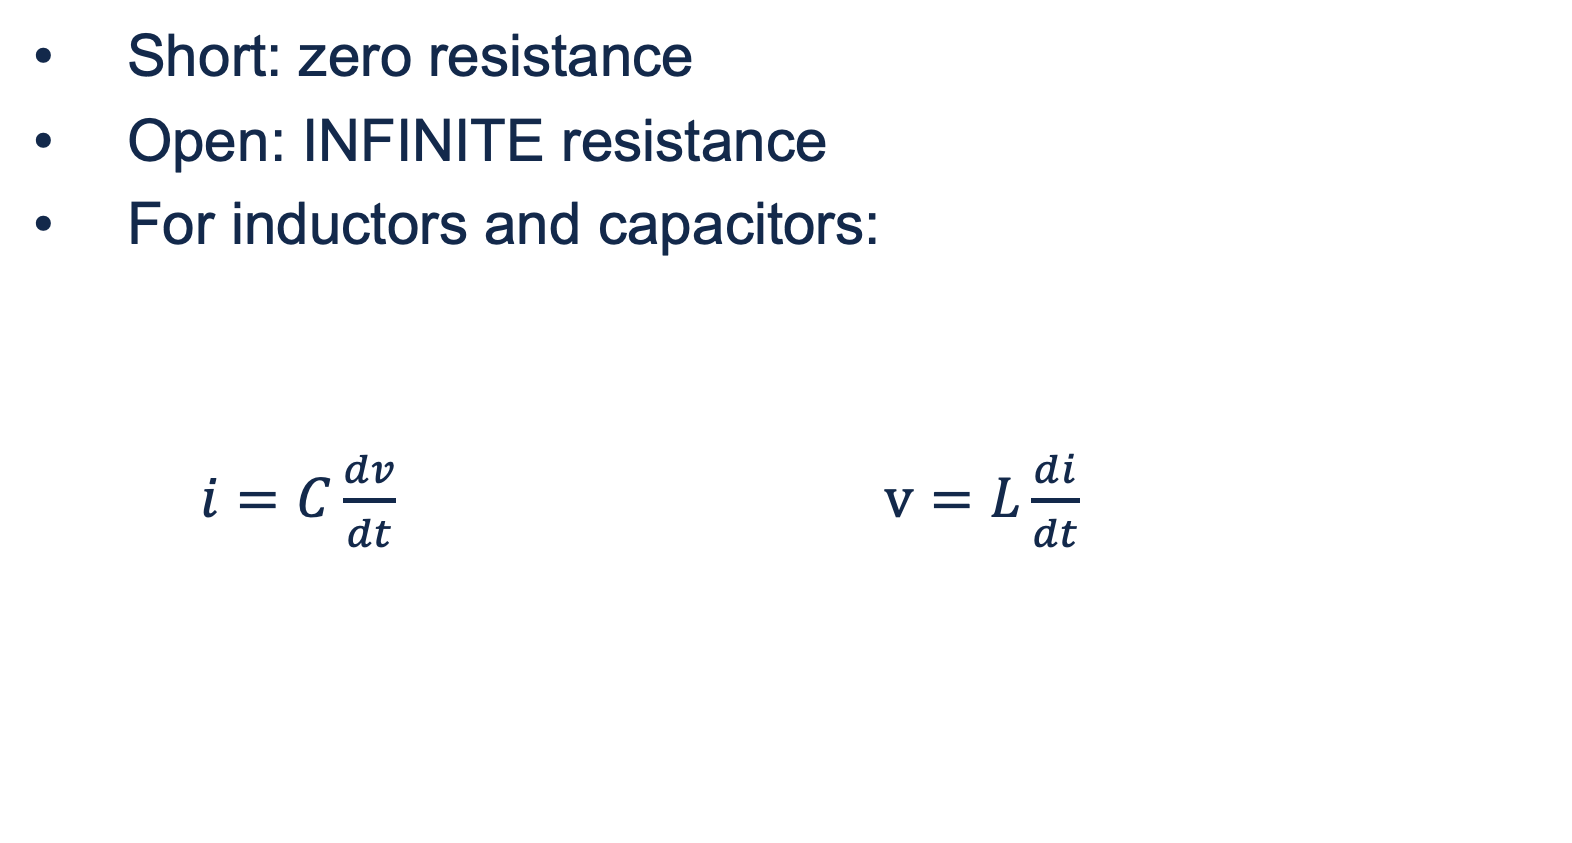 • Short: zero resistance
• Open: INFINITE resistance
• For inductors and capacitors:
i = C dv/dt v = L di/dt